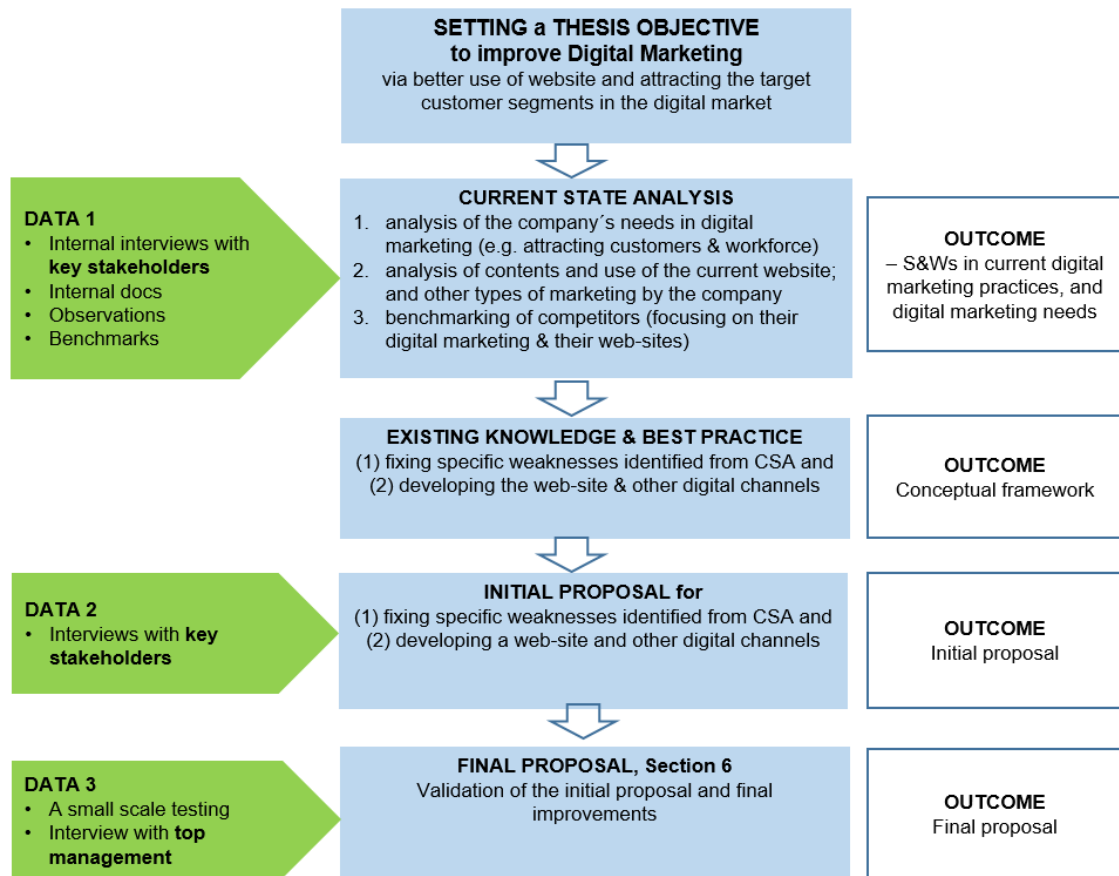 SETTING a THESIS OBJECTIVE
to improve Digital Marketing
via better use of website and attracting the target
customer segments in the digital market
DATA 1
• Internal interviews with
key stakeholders
• Internal docs
• Observations
• Benchmarks
CURRENT STATE ANALYSIS
1. analysis of the company´s needs in digital
marketing (e.g. attracting customers & workforce)
2. analysis of contents and use of the current website;
and other types of marketing by the company
3. benchmarking of competitors (focusing on their
digital marketing & their web-sites)
OUTCOME
– S&Ws in current digital
marketing practices, and
digital marketing needs
EXISTING KNOWLEDGE & BEST PRACTICE
(1) fixing specific weaknesses identified from CSA and
(2) developing the web-site & other digital channels
OUTCOME
Conceptual framework
DATA 2
• Interviews with key
stakeholders
INITIAL PROPOSAL for
(1) fixing specific weaknesses identified from CSA and
(2) developing a web-site and other digital channels
OUTCOME
Initial proposal
DATA 3
• A small scale testing
• Interview with top
management
FINAL PROPOSAL, Section 6
Validation of the initial proposal and final
improvements
OUTCOME
Final proposal